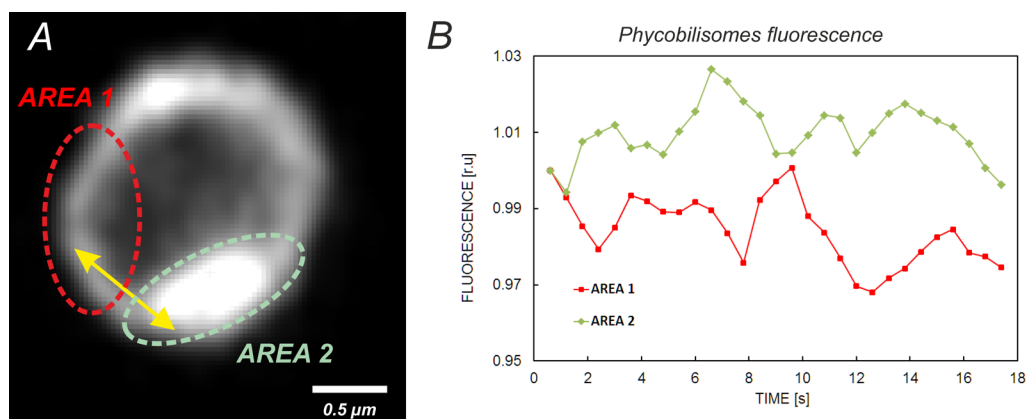 A
AREA 1
AREA 2
0.5 µm
B
Phycobilisomes fluorescence
1.03
1.01
0.99
0.97
0.95
FLUORESCENCE [r.u]
AREA 1
AREA 2
0 2 4 6 8 10 12 14 16 18
TIME [s]